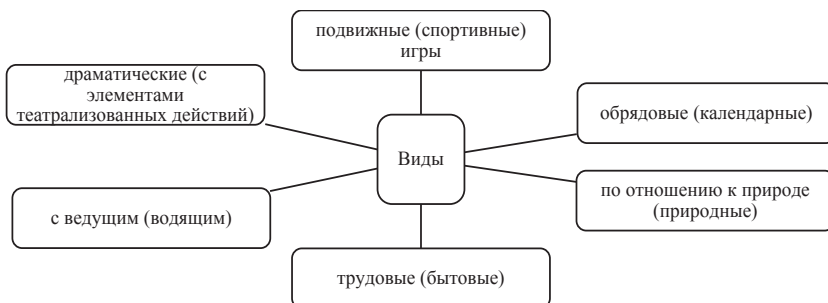 подвижные (спортивные)
игры
драматические (с
элементами
театрализованных действий)
обрядовые (календарные)
Виды
по отношению к природе
(природные)
с ведущим (водящим)
трудовые (бытовые)